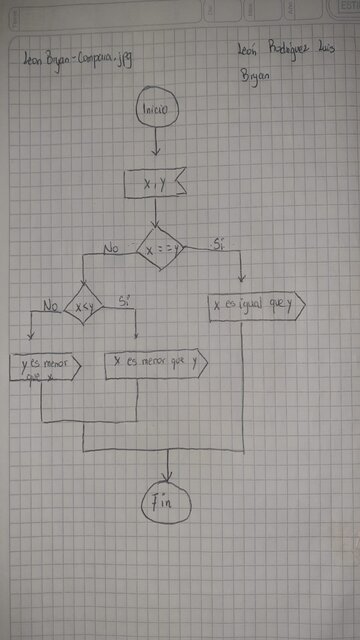 León Bryan-Compara.jpg
León Rodríguez Luis
Bryan
Inicio
x, y
No
x == y
Si
No
x<y
Si
x es igual que y
y es menor
que x
x es menor que y
Fin